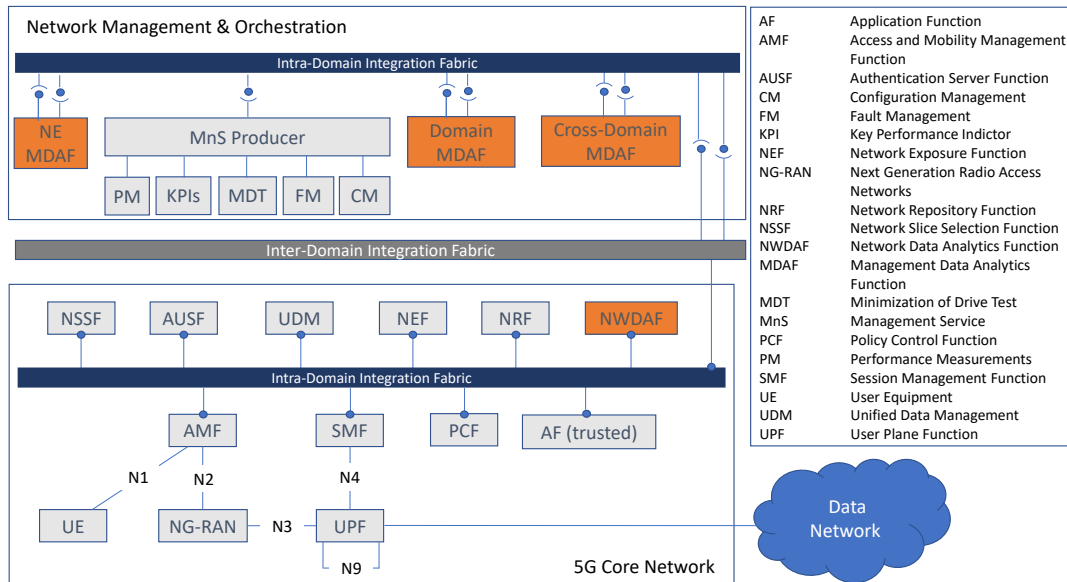 Network Management & Orchestration
Intra-Domain Integration Fabric
NE
MDAF
MnS Producer
Domain
MDAF
Cross-Domain
MDAF
PM
KPIs
MDT
FM
CM
Inter-Domain Integration Fabric
NSSF
AUSF
UDM
NEF
NRF
NWDAF
Intra-Domain Integration Fabric
AMF
SMF
PCF
AF (trusted)
N1
N2
N4
UE
NG-RAN
N3
UPF
N9
5G Core Network
Data
Network
AF Application Function
AMF Access and Mobility Management
Function
AUSF Authentication Server Function
CM Configuration Management
FM Fault Management
KPI Key Performance Indictor
NEF Network Exposure Function
NG-RAN Next Generation Radio Access
Networks
NRF Network Repository Function
NSSF Network Slice Selection Function
NWDAF Network Data Analytics Function
MDAF Management Data Analytics
Function
MDT Minimization of Drive Test
MnS Management Service
PCF Policy Control Function
PM Performance Measurements
SMF Session Management Function
UE User Equipment
UDM Unified Data Management
UPF User Plane Function